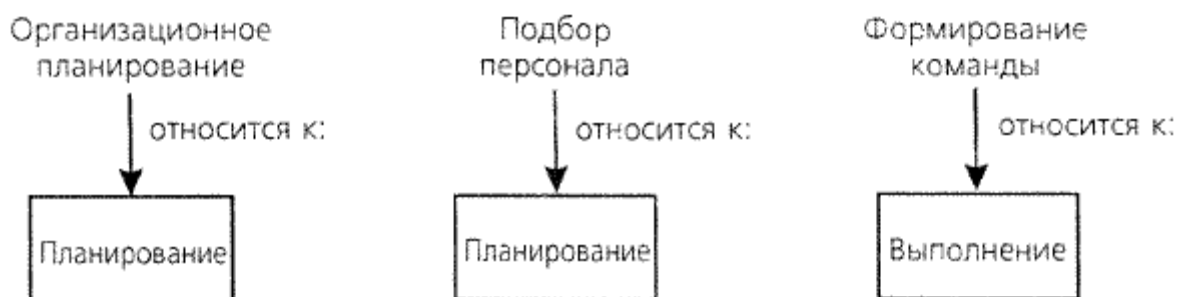 Организационное
планирование
относится к:
Планирование
Подбор
персонала
относится к:
Планирование
Формирование
команды
относится к:
Выполнение